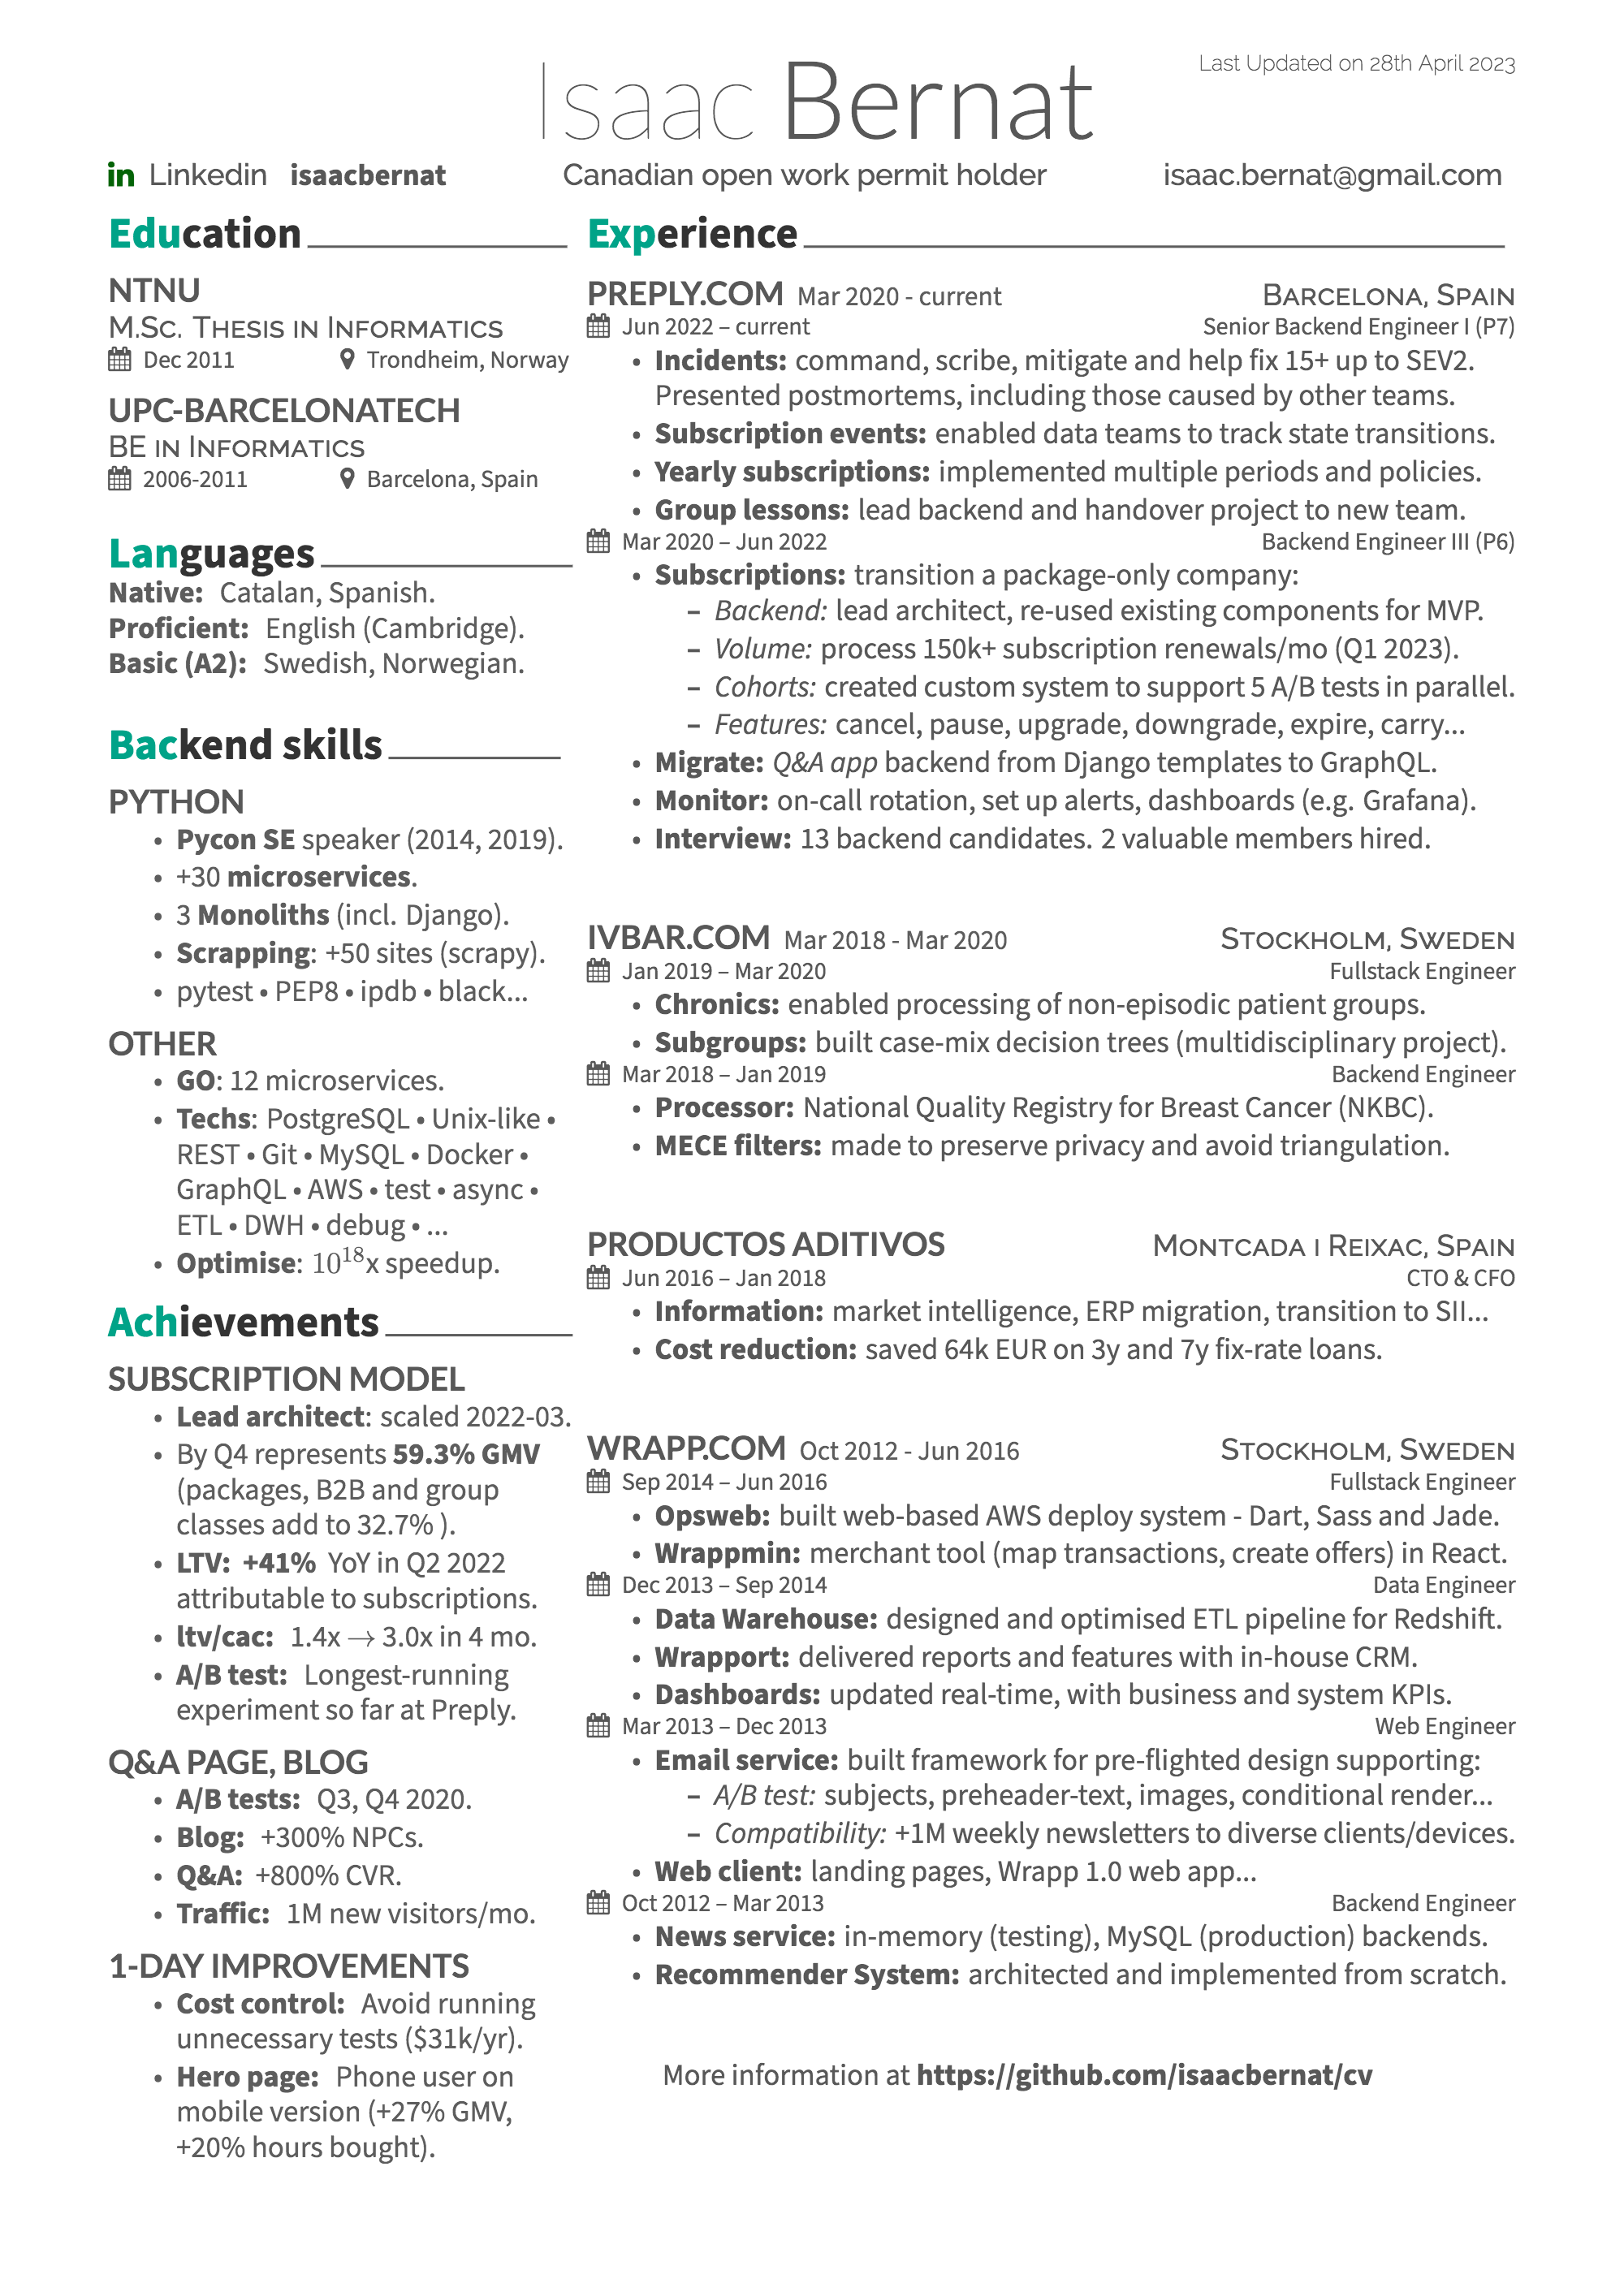 Last Updated on 28th April 2023
Isaac Bernat
in Linkedin isaacbernat Canadian open work permit holder isaac.bernat@gmail.com
Education
NTNU
M.Sc. Thesis in Informatics
Dec 2011 Trondheim, Norway
UPC-BARCELONATECH
BE in Informatics
2006-2011 Barcelona, Spain
Languages
Native: Catalan, Spanish.
Proficient: English (Cambridge).
Basic (A2): Swedish, Norwegian.
Backend skills
PYTHON
• Pycon SE speaker (2014, 2019).
• +30 microservices.
• 3 Monoliths (incl. Django).
• Scrapping: +50 sites (scrapy).
• pytest • PEP8 • ipdb • black...
OTHER
• GO: 12 microservices.
• Techs: PostgreSQL • Unix-like •
REST • Git • MySQL • Docker •
GraphQL • AWS • test • async •
ETL • DWH • debug • ...
• Optimise: 10^18x speedup.
Achievements
SUBSCRIPTION MODEL
• Lead architect: scaled 2022-03.
• By Q4 represents 59.3% GMV
(packages, B2B and group
classes add to 32.7% ).
• LTV: +41% YoY in Q2 2022
attributable to subscriptions.
• ltv/cac: 1.4x → 3.0x in 4 mo.
• A/B test: Longest-running
experiment so far at Preply.
Q&A PAGE, BLOG
• A/B tests: Q3, Q4 2020.
• Blog: +300% NPCs.
• Q&A: +800% CVR.
• Traffic: 1M new visitors/mo.
1-DAY IMPROVEMENTS
• Cost control: Avoid running
unnecessary tests ($31k/yr).
• Hero page: Phone user on
mobile version (+27% GMV,
+20% hours bought).
Experience
PREPLY.COM Mar 2020 - current Barcelona, Spain
Jun 2022 – current Senior Backend Engineer I (P7)
• Incidents: command, scribe, mitigate and help fix 15+ up to SEV2.
Presented postmortems, including those caused by other teams.
• Subscription events: enabled data teams to track state transitions.
• Yearly subscriptions: implemented multiple periods and policies.
• Group lessons: lead backend and handover project to new team.
Mar 2020 – Jun 2022 Backend Engineer III (P6)
• Subscriptions: transition a package-only company:
– Backend: lead architect, re-used existing components for MVP.
– Volume: process 150k+ subscription renewals/mo (Q1 2023).
– Cohorts: created custom system to support 5 A/B tests in parallel.
– Features: cancel, pause, upgrade, downgrade, expire, carry...
• Migrate: Q&A app backend from Django templates to GraphQL.
• Monitor: on-call rotation, set up alerts, dashboards (e.g. Grafana).
• Interview: 13 backend candidates. 2 valuable members hired.
IVBAR.COM Mar 2018 - Mar 2020 Stockholm, Sweden
Jan 2019 – Mar 2020 Fullstack Engineer
• Chronics: enabled processing of non-episodic patient groups.
• Subgroups: built case-mix decision trees (multidisciplinary project).
Mar 2018 – Jan 2019 Backend Engineer
• Processor: National Quality Registry for Breast Cancer (NKBC).
• MECE filters: made to preserve privacy and avoid triangulation.
PRODUCTOS ADITIVOS Montcada i Reixac, Spain
Jun 2016 – Jan 2018 CTO & CFO
• Information: market intelligence, ERP migration, transition to SII...
• Cost reduction: saved 64k EUR on 3y and 7y fix-rate loans.
WRAPP.COM Oct 2012 - Jun 2016 Stockholm, Sweden
Sep 2014 – Jun 2016 Fullstack Engineer
• Opsweb: built web-based AWS deploy system - Dart, Sass and Jade.
• Wrappmin: merchant tool (map transactions, create offers) in React.
Dec 2013 – Sep 2014 Data Engineer
• Data Warehouse: designed and optimised ETL pipeline for Redshift.
• Wrapport: delivered reports and features with in-house CRM.
• Dashboards: updated real-time, with business and system KPIs.
Mar 2013 – Dec 2013 Web Engineer
• Email service: built framework for pre-flighted design supporting:
– A/B test: subjects, preheader-text, images, conditional render...
– Compatibility: +1M weekly newsletters to diverse clients/devices.
• Web client: landing pages, Wrapp 1.0 web app...
Oct 2012 – Mar 2013 Backend Engineer
• News service: in-memory (testing), MySQL (production) backends.
• Recommender System: architected and implemented from scratch.
More information at https://github.com/isaacbernat/cv